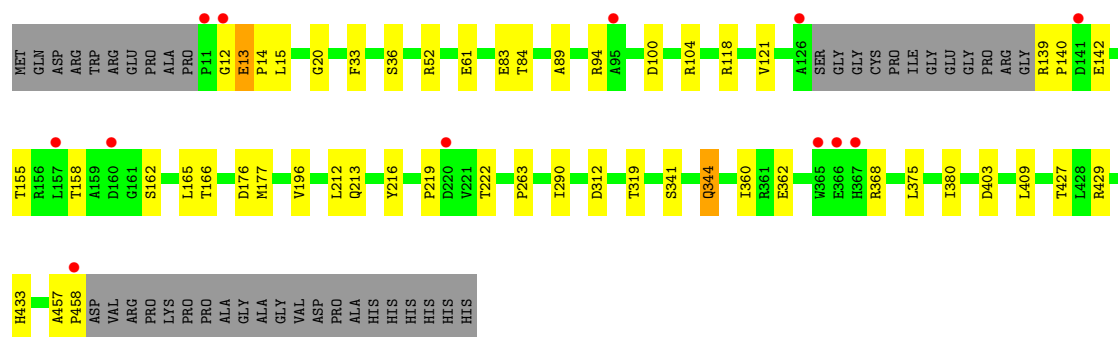 MET GLN ASP ARG TRP ARG GLU PRO ALA PRO P11 G12 E13 P14 L15 G20 F33 S36 R52 E61 E83 T84 A89 R94 A95 D100 R104 R118 V121 A126 SER GLY GLY CYS PRO ILE GLY GLU GLY PRO ARG GLY R139 P140 D141 E142
T155 R156 L157 T158 A159 D160 G161 S162 L165 T166 D176 M177 V196 L212 Q213 Y216 P219 D220 V221 T222 P263 I290 D312 T319 S341 Q344 I360 R361 E362 W365 E366 H367 R368 L375 I380 D403 L409 T427 L428 R429
H433 A457 P458 ASP VAL ARG PRO LYS PRO PRO ALA GLY ALA GLY VAL ASP PRO ALA HIS HIS HIS HIS HIS HIS